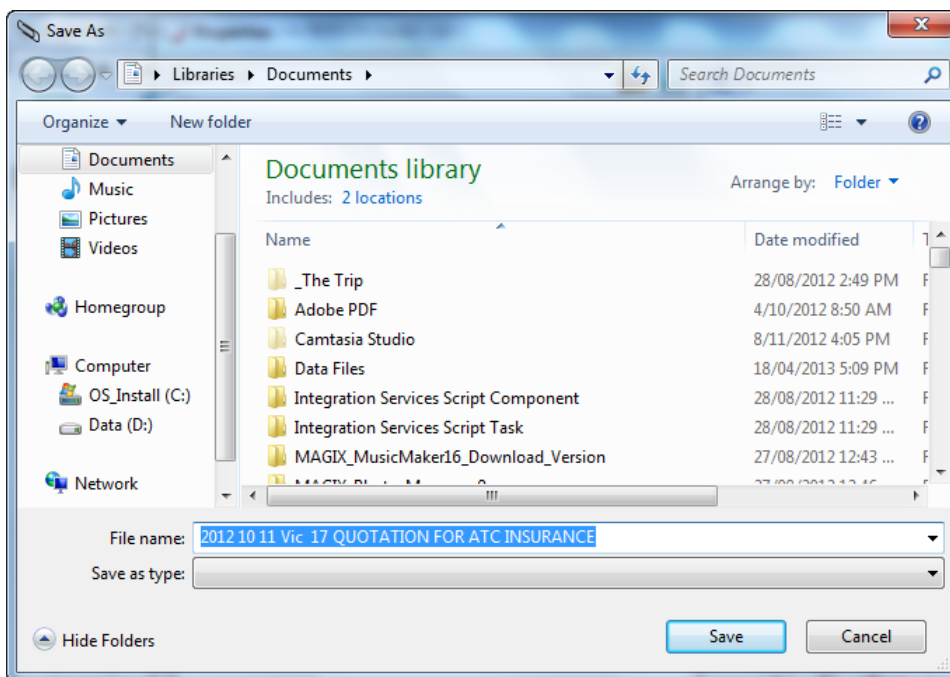 Save As
Libraries Documents
Search Documents
Organize New folder
Documents
Music
Pictures
Videos
Homegroup
Computer
OS_Install (C:)
Data (D:)
Network
Documents library
Includes: 2 locations
Arrange by: Folder
Name Date modified
_The Trip 28/08/2012 2:49 PM
Adobe PDF 4/10/2012 8:50 AM
Camtasia Studio 8/11/2012 4:05 PM
Data Files 18/04/2013 5:09 PM
Integration Services Script Component 28/08/2012 11:29 ...
Integration Services Script Task 28/08/2012 11:29 ...
MAGIX_MusicMaker16_Download_Version 27/08/2012 12:43 ...
File name: 2012 10 11 Vic 17 QUOTATION FOR ATC INSURANCE
Save as type:
Hide Folders
Save Cancel